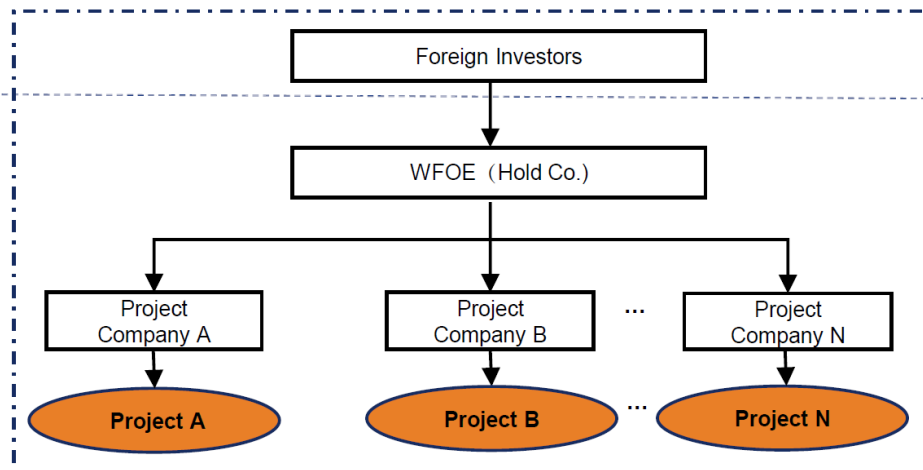 Foreign Investors
WFOE（Hold Co.)
Project
Company A
Project
Company B
...
Project
Company N
Project A
Project B
...
Project N